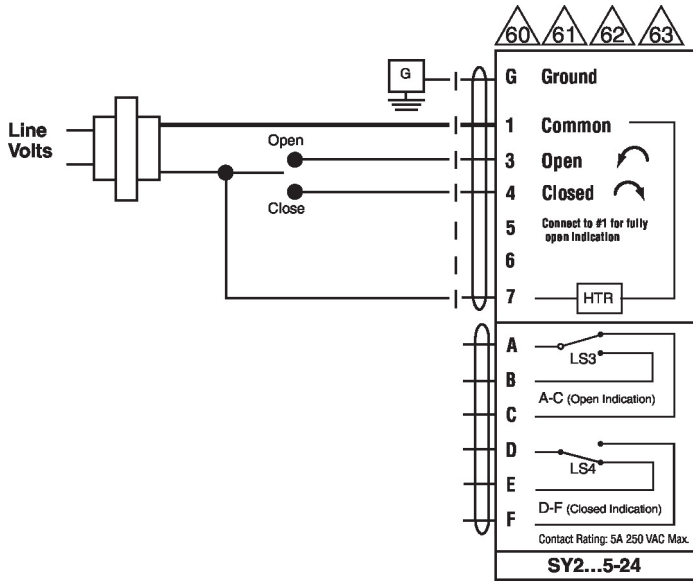 60 61 62 63
G
G Ground
Line
Volts
1 Common
Open
3 Open
4 Closed
Close
5 Connect to #1 for fully
open indication
6
7 HTR
A
LS3
B
A-C (Open Indication)
C
D
LS4
E
D-F (Closed Indication)
F
Contact Rating: 5A 250 VAC Max.
SY2...5-24